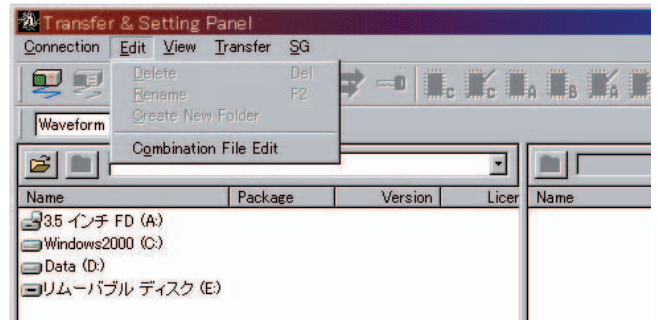 Transfer & Setting Panel
Connection Edit View Transfer SG
Delete Del
Rename F2
Create New Folder
Combination File Edit
C C A B A
Waveform
Name Package Version Licer Name
3.5 インチ FD (A:)
Windows2000 (C:)
Data (D:)
リムーバブル ディスク (E:)